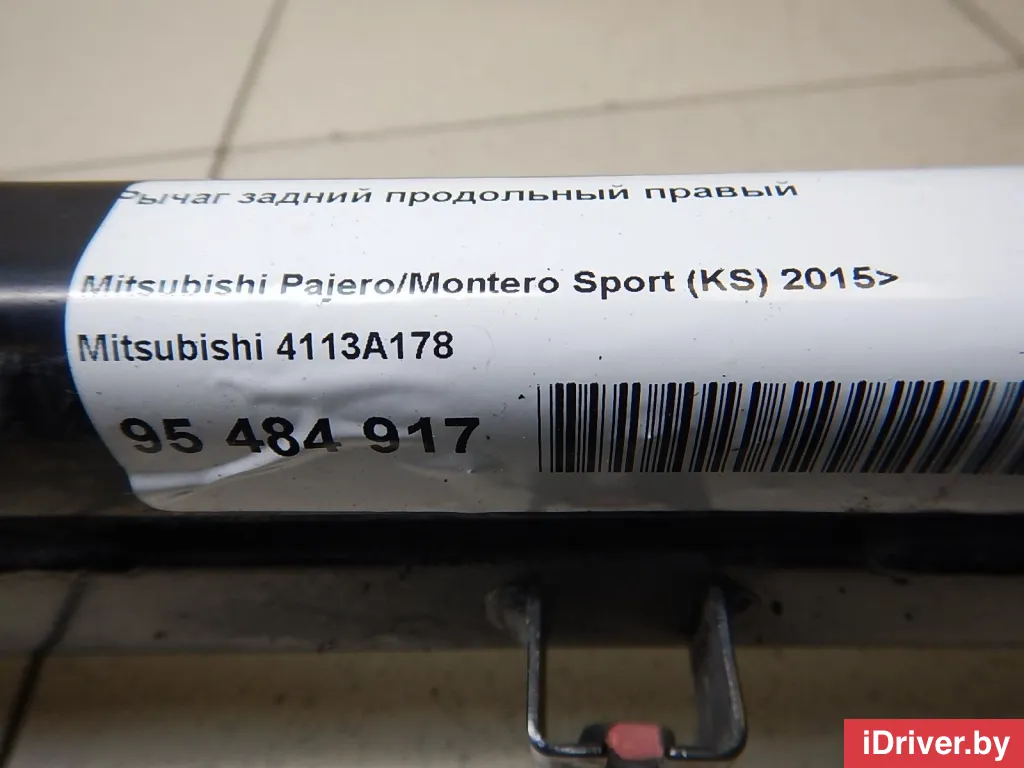 Рычаг задний продольный правый
Mitsubishi Pajero/Montero Sport (KS) 2015>
Mitsubishi 4113A178
95 484 917
iDriver.by